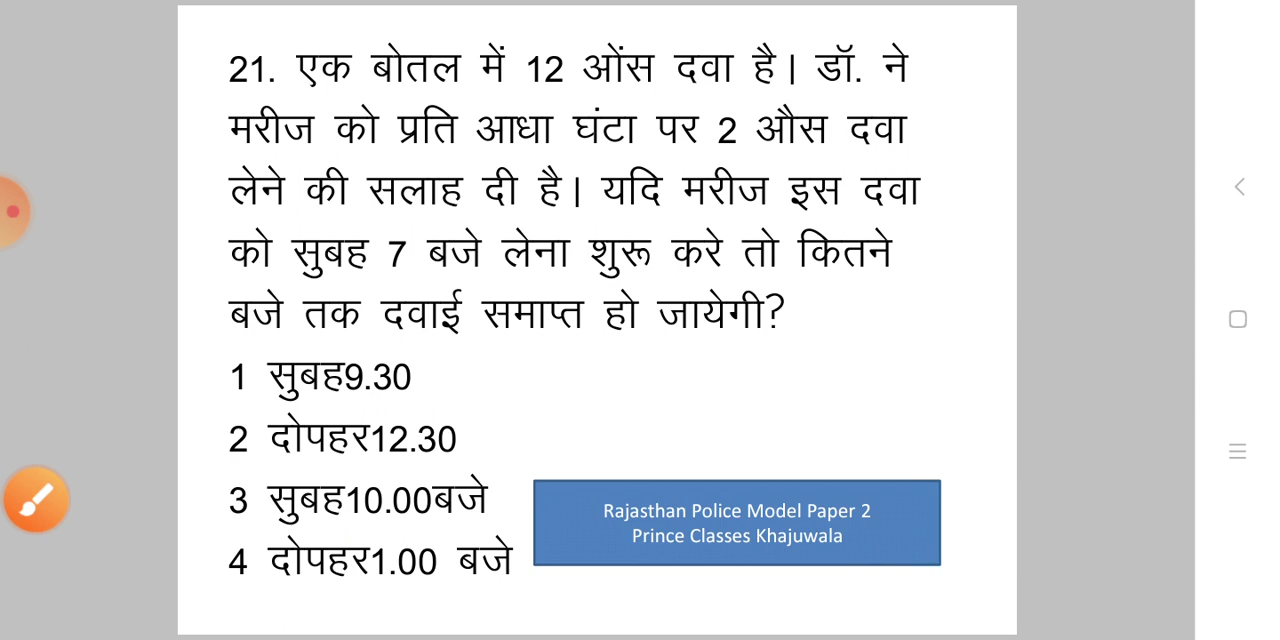 21. एक बोतल में 12 ओंस दवा है। डॉ. ने
मरीज को प्रति आधा घंटा पर 2 औस दवा
लेने की सलाह दी है। यदि मरीज इस दवा
को सुबह 7 बजे लेना शुरू करे तो कितने
बजे तक दवाई समाप्त हो जायेगी?
1 सुबह9.30
2 दोपहर12.30
3 सुबह10.00बजे
4 दोपहर1.00 बजे
Rajasthan Police Model Paper 2
Prince Classes Khajuwala